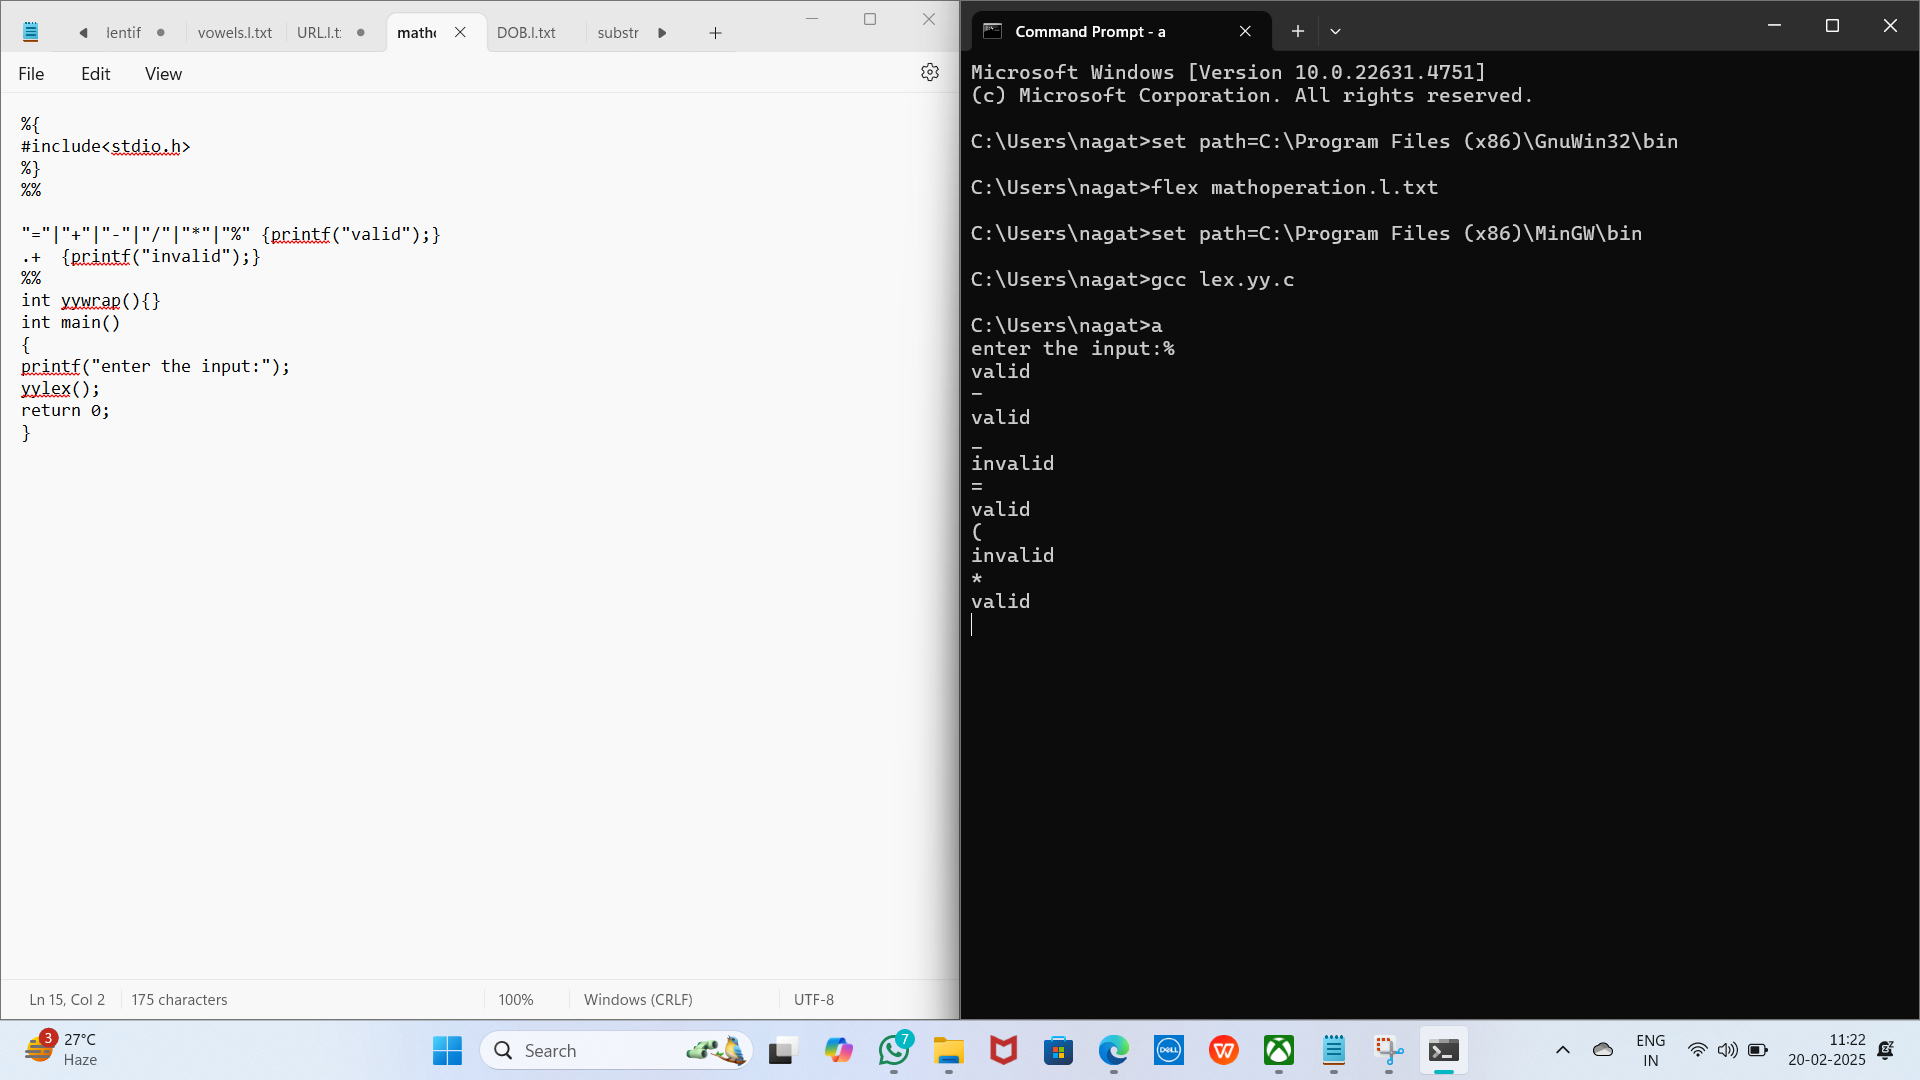 lentif
vowels.l.txt
URL.l.t
DOB.l.txt
substr
File
Edit
View
%{
#include<stdio.h>
%}
%%
"="|"+"|"-"|"/"|"*"|"%" {printf("valid");}
.+  {printf("invalid");}
%%
int yywrap(){}
int main()
{
printf("enter the input:");
yylex();
return 0;
}
Ln 15, Col 2
175 characters
100%
Windows (CRLF)
UTF-8
Command Prompt - a
Microsoft Windows [Version 10.0.22631.4751]
(c) Microsoft Corporation. All rights reserved.
C:\Users\nagat>set path=C:\Program Files (x86)\GnuWin32\bin
C:\Users\nagat>flex mathoperation.l.txt
C:\Users\nagat>set path=C:\Program Files (x86)\MinGW\bin
C:\Users\nagat>gcc lex.yy.c
C:\Users\nagat>a
enter the input:%
valid
-
valid
_
invalid
=
valid
(
invalid
*
valid
3
27°C
Haze
Search
7
DELL
ENG
IN
11:22
20-02-2025